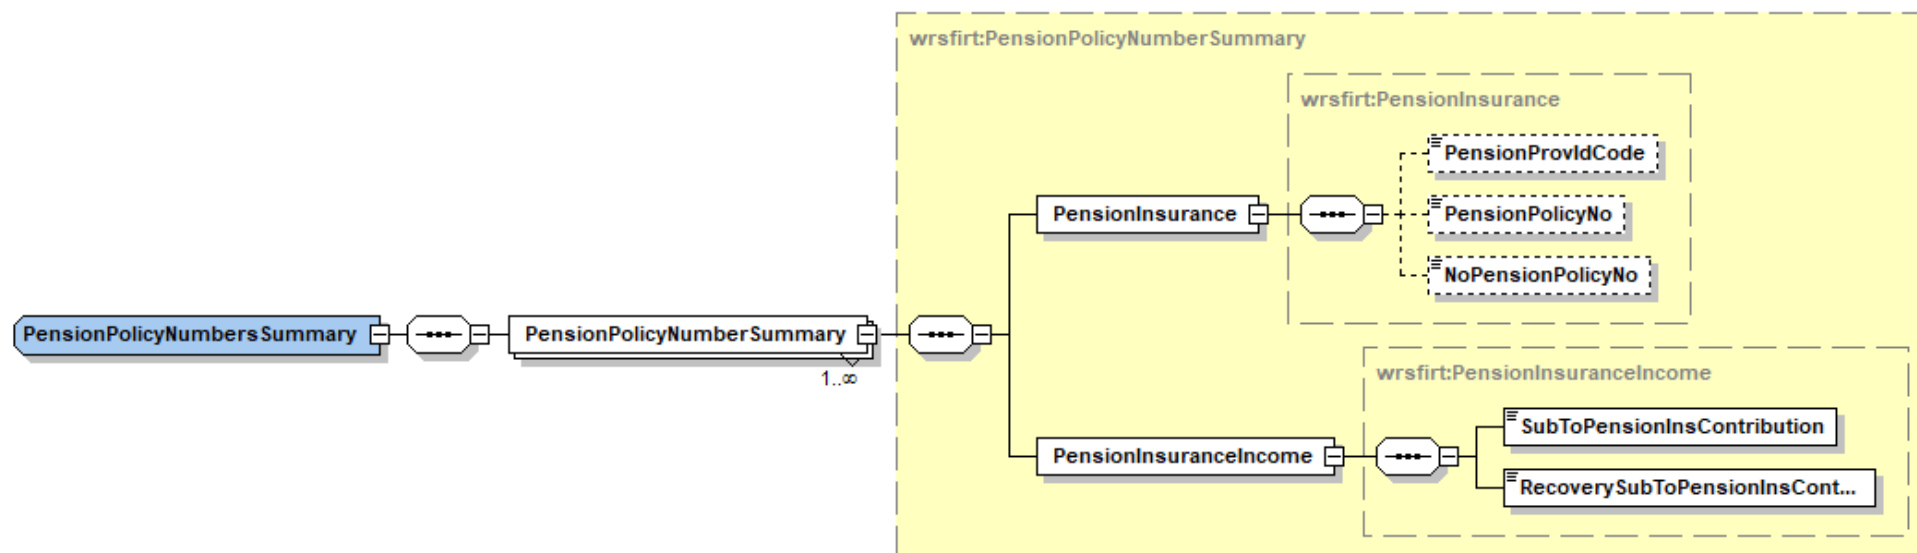 wrsfirt:PensionPolicyNumberSummary
wrsfirt:PensionInsurance
PensionProvIdCode
PensionInsurance
PensionPolicyNo
NoPensionPolicyNo
PensionPolicyNumbersSummary
PensionPolicyNumberSummary
1..∞
wrsfirt:PensionInsuranceIncome
SubToPensionInsContribution
PensionInsuranceIncome
RecoverySubToPensionInsCont...